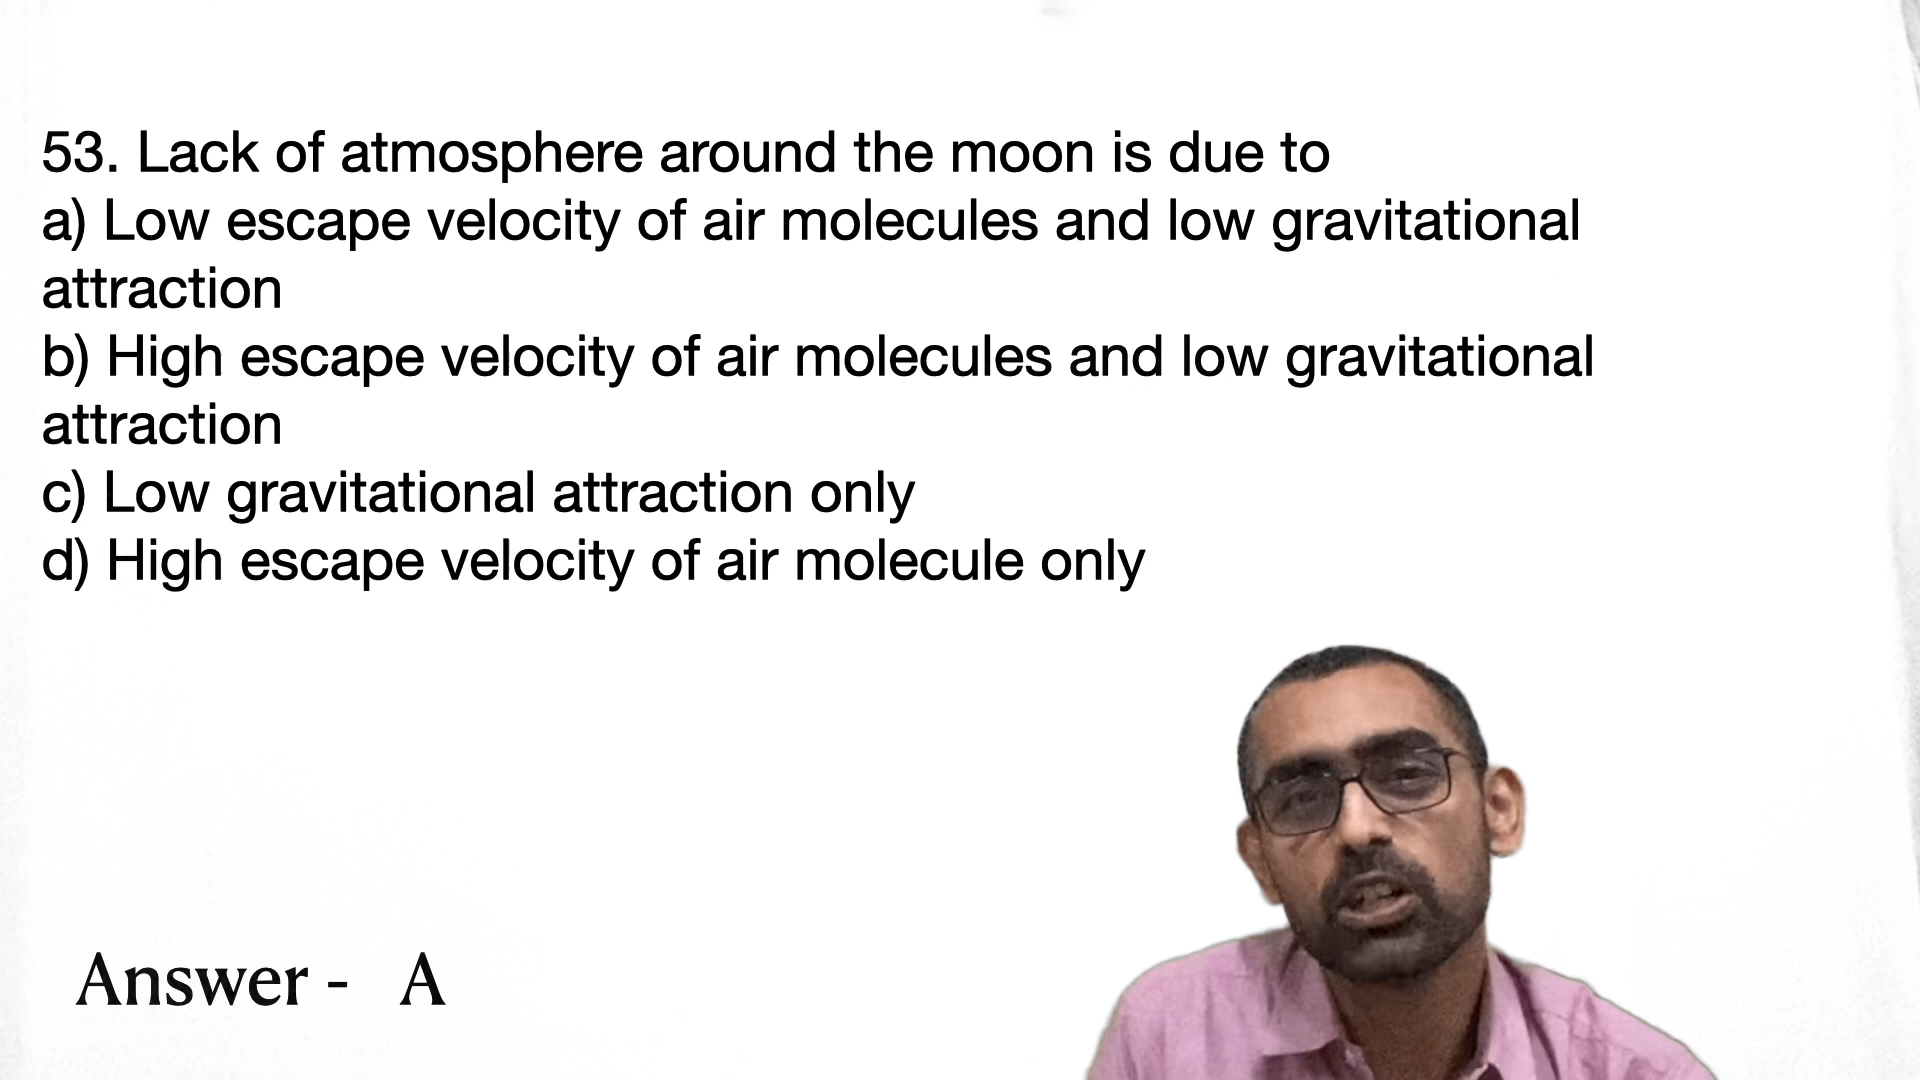 53. Lack of atmosphere around the moon is due to
a) Low escape velocity of air molecules and low gravitational
attraction
b) High escape velocity of air molecules and low gravitational
attraction
c) Low gravitational attraction only
d) High escape velocity of air molecule only
Answer - A